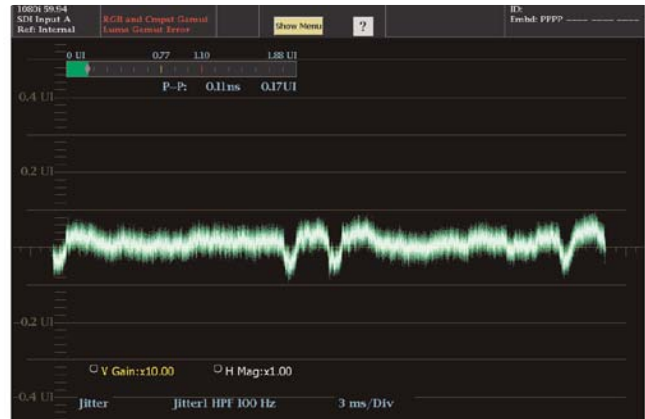 1080i 59.94
SDI Input A
Ref: Internal
RGB and Cmpst Gamut
Luma Gamut Error
Show Menu
?
ID:
Embd: PPPP ---- ---- ----
0 UI 0.77 1.10 1.88 UI
P-P: 0.11ns 0.17UI
0.4 UI
0.2 UI
-0.2 UI
V Gain:x10.00 H Mag:x1.00
-0.4 UI
Jitter Jitter1 HPF 100 Hz 3 ms/Div